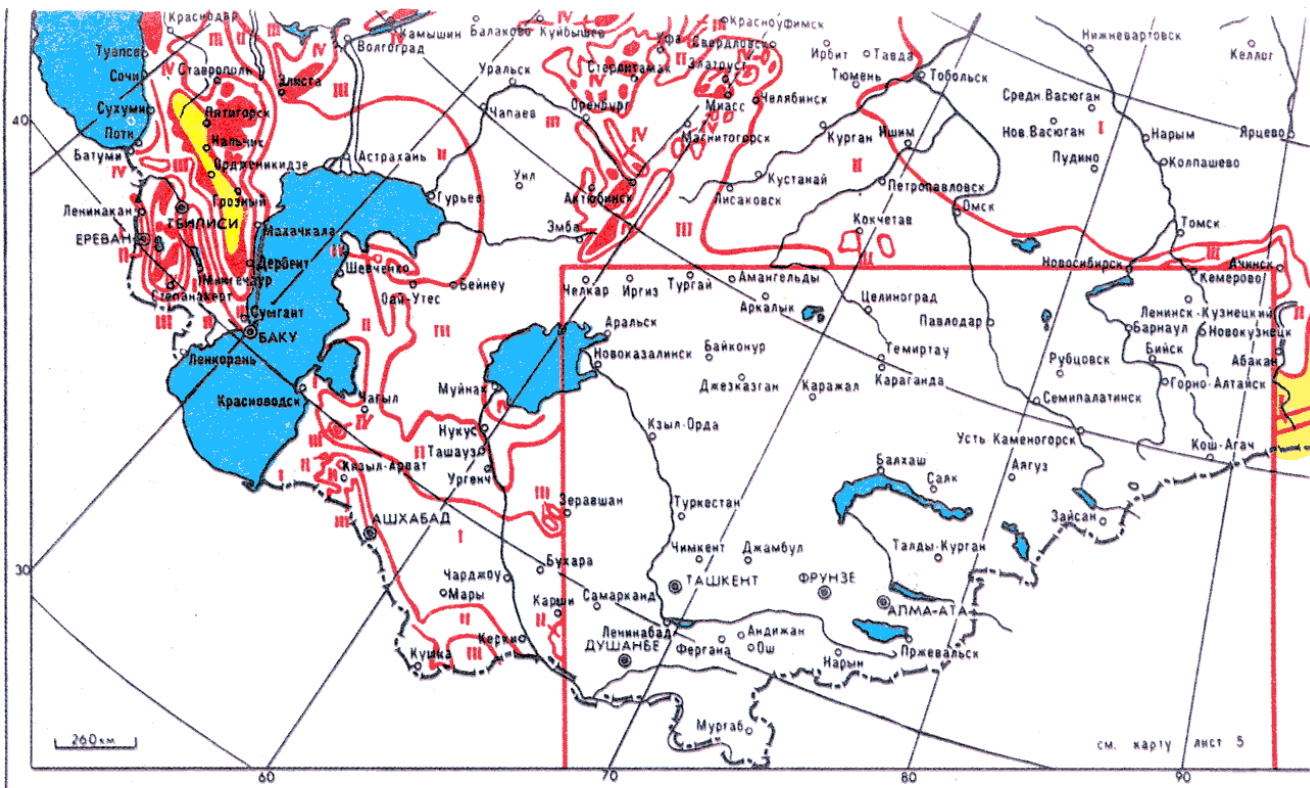 Краснодар
Камышин
Балаково
Куйбышев
Уфа
Красноуфимск
Нижневартовск
Келлог
Туапсе
Волгоград
Свердловск
Ирбит
Тавда
Сочи
Ставрополь
Элиста
Уральск
Стерлитамак
Златоуст
Тюмень
Тобольск
Сухуми
Пятигорск
Чапаев
Оренбург
Миасс
Челябинск
Средн. Васюган
40
Поти
Нальчик
Магнитогорск
Курган
Ишим
Нов. Васюган
Нарым
Ярцево
Батуми
Орджоникидзе
Астрахань
Уил
Пудино
Колпашево
Грозный
Гурьев
Актюбинск
Кустанай
Лисаковск
Петропавловск
Ленинакан
ТБИЛИСИ
Омск
Томск
ЕРЕВАН
Махачкала
Эмба
Кокчетав
Дербент
Шевченко
Новосибирск
Ачинск
Мингечаур
Степанакерт
Одй-Утес
Бейнеу
Челкар
Иргиз
Тургай
Амангельды
Кемерово
Аркалык
Целиноград
Ленинск-Кузнецкий
Сумгаит
БАКУ
Аральск
Павлодар
Барнаул
Новокузнецк
Ленкорань
Новоказалинск
Байконур
Темиртау
Рубцовск
Бийск
Абакан
Красноводск
Муйнак
Джезказган
Каражал
Караганда
Горно-Алтайск
Чагыл
Семипалатинск
Нукус
Кзыл-Орда
Усть Каменогорск
Кош-Агач
Ташауз
Кизыл-Арват
Ургенч
Балхаш
Саяк
Аягуз
Зеравшан
Туркестан
Зайсан
АШХАБАД
Чимкент
Джамбул
Талды-Курган
30
Чарджоу
Бухара
ТАШКЕНТ
ФРУНЗЕ
Мары
Карши
Самарканд
АЛМА-АТА
Керки
Ленинабад
Андижан
Кушка
ДУШАНБЕ
Фергана
Ош
Нарын
Пржевальск
Мургаб
260 км
см. карту лист 5
60
70
80
90